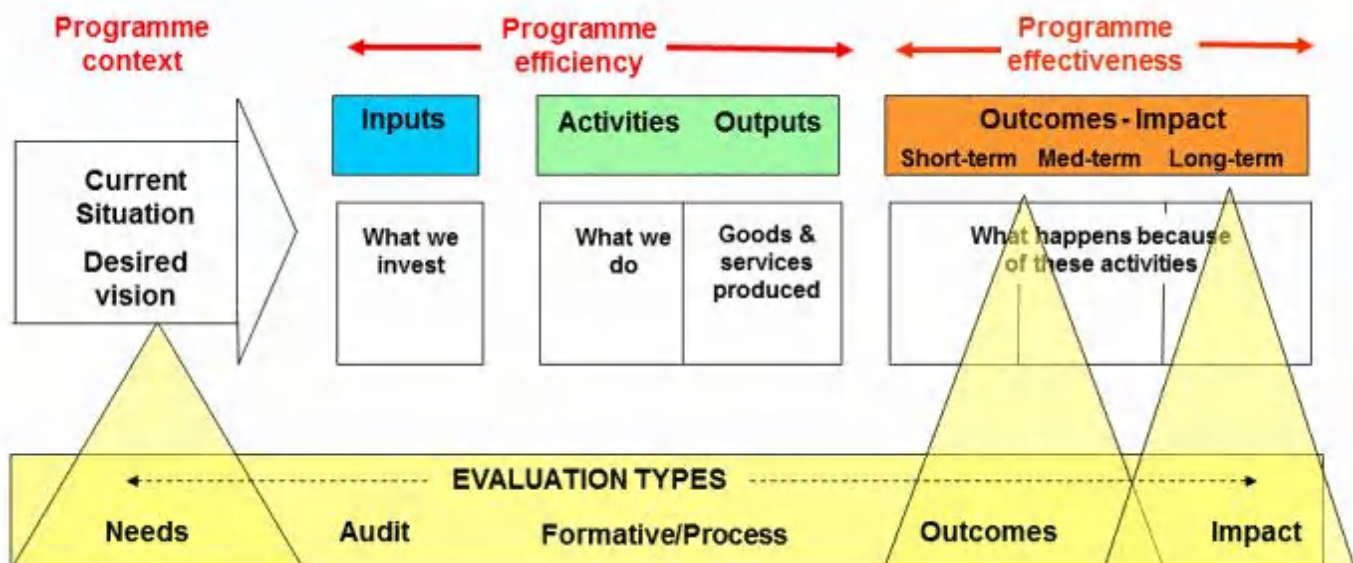 Programme
context
Programme
efficiency
Programme
effectiveness
Inputs
Activities Outputs
Outcomes - Impact
Short-term Med-term Long-term
Current
Situation
Desired
vision
What we
invest
What we
do
Goods &
services
produced
What happens because
of these activities
EVALUATION TYPES
Needs Audit Formative/Process Outcomes Impact